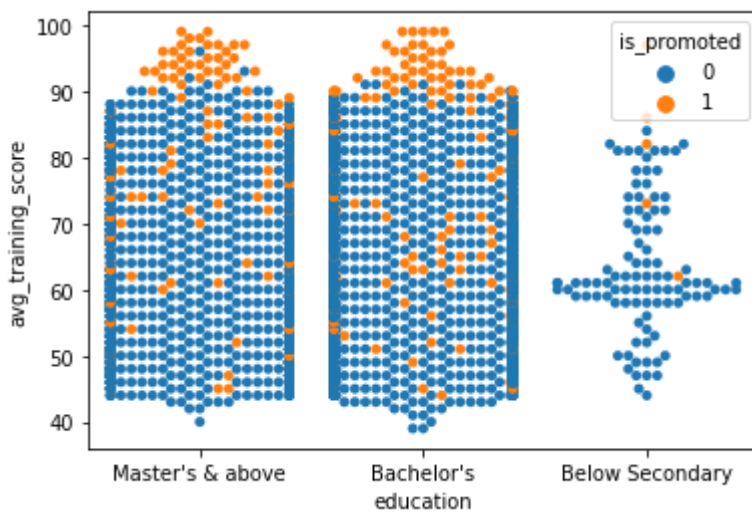 100
90
80
70
60
50
40
avg_training_score
is_promoted
0
1
Master's & above
Bachelor's
Below Secondary
education